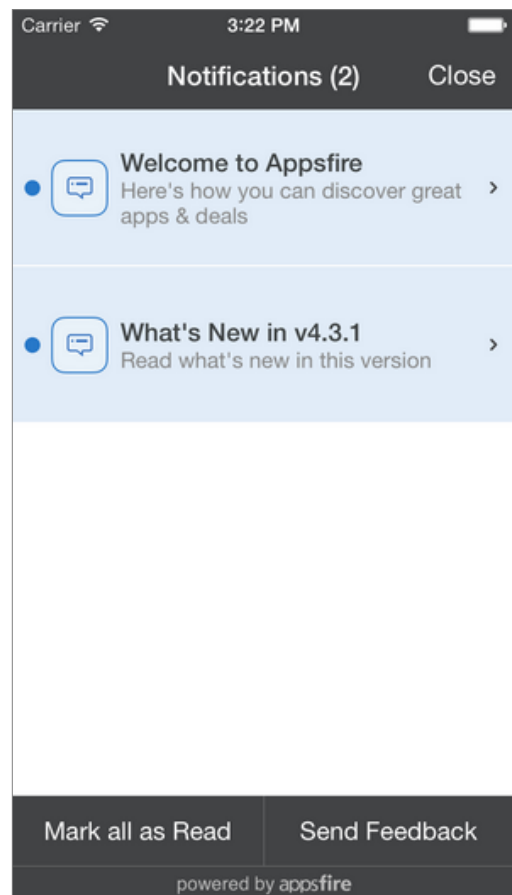 Carrier 3:22 PM
Notifications (2) Close
Welcome to Appsfire
Here's how you can discover great
apps & deals
What's New in v4.3.1
Read what's new in this version
Mark all as Read Send Feedback
powered by appsfire